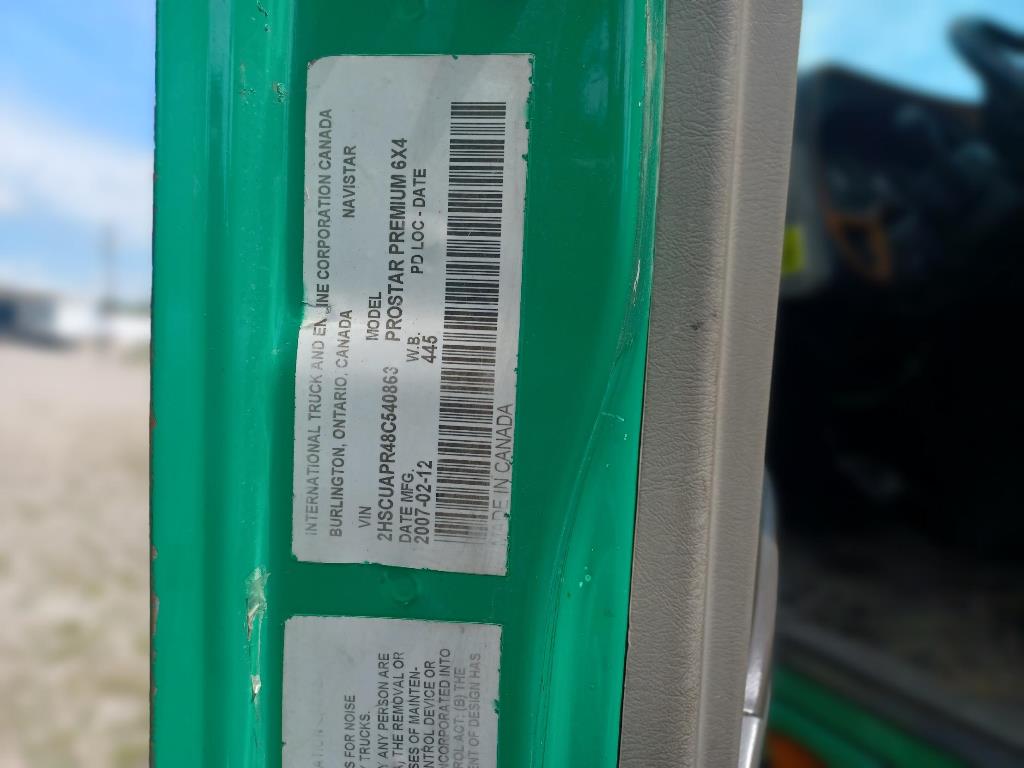 INTERNATIONAL TRUCK AND ENGINE CORPORATION CANADA
BURLINGTON, ONTARIO, CANADA NAVISTAR
VIN MODEL
2HSCUAPR48C540863 PROSTAR PREMIUM 6X4
DATE MFG. W.B. PD LOC - DATE
2007-02-12 445
MADE IN CANADA
S FOR NOISE
Y TRUCKS.
Y ANY PERSON ARE
THE REMOVAL OR
SES OF MAINTEN-
ONTROL DEVICE OR
NCORPORATED INTO
ROL ACT: (B) THE
ENT OF DESIGN HAS